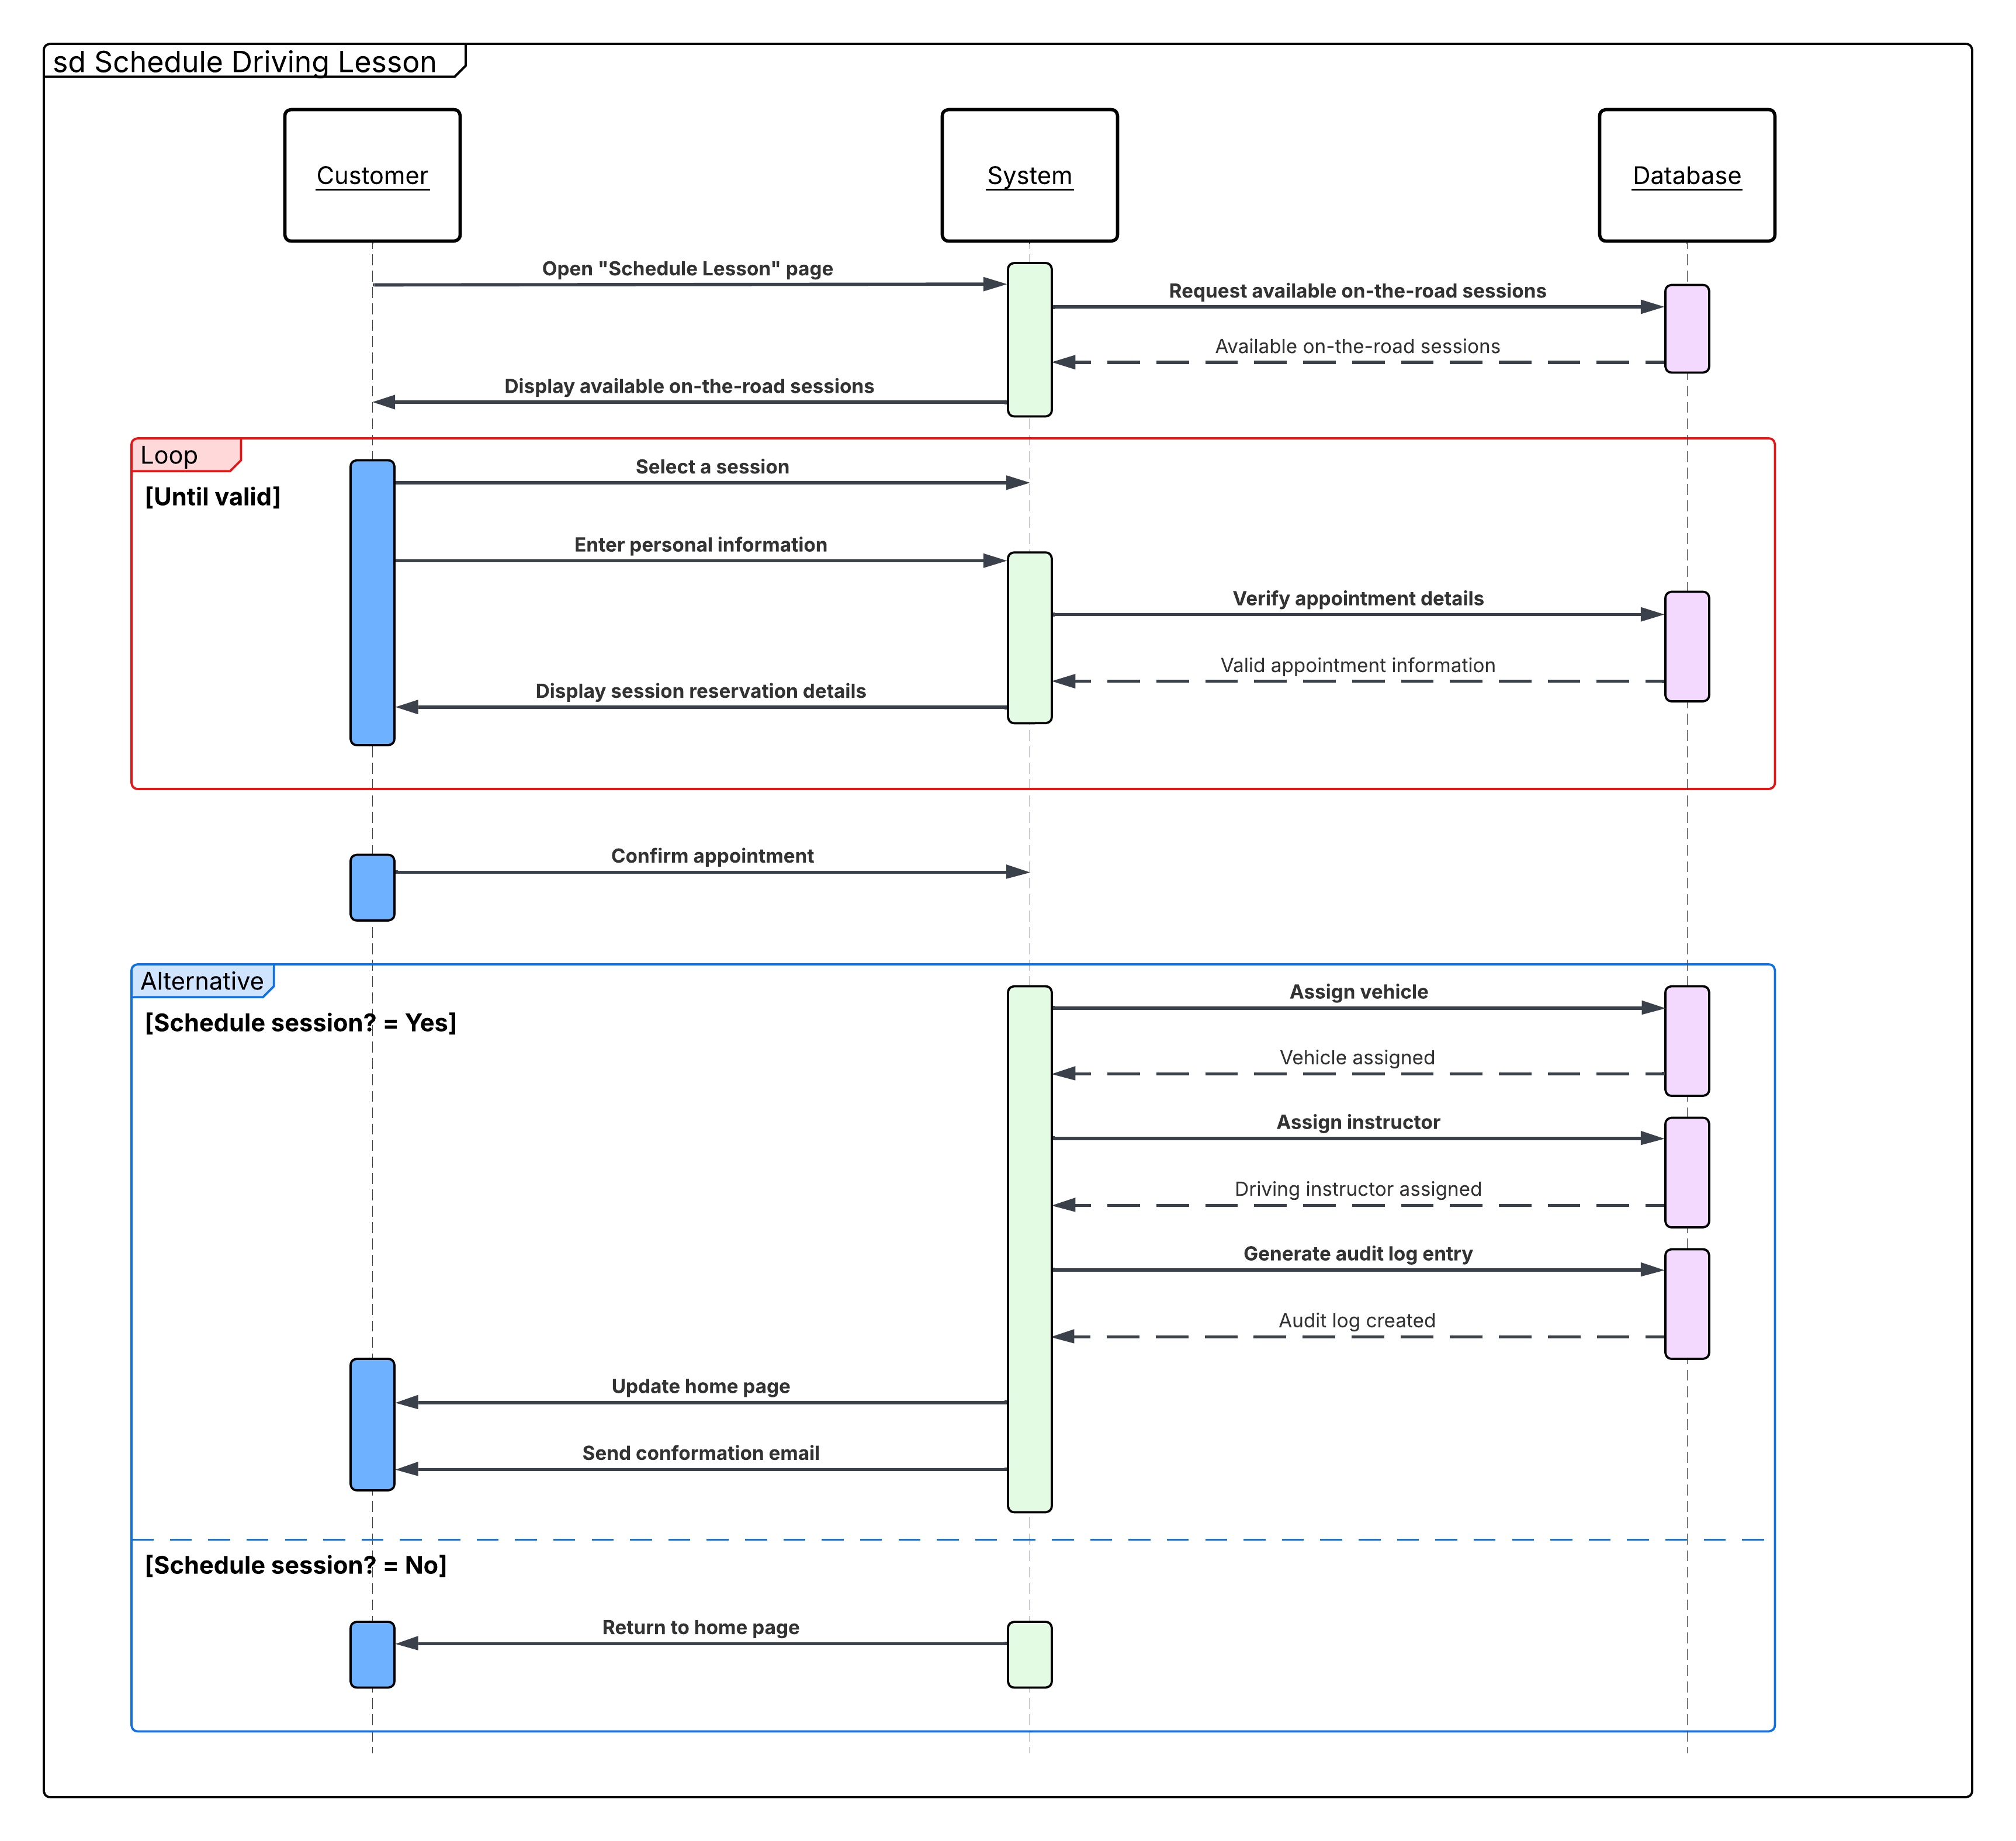 sd Schedule Driving Lesson
Customer
System
Database
Open "Schedule Lesson" page
Request available on-the-road sessions
Available on-the-road sessions
Display available on-the-road sessions
Loop
[Until valid]
Select a session
Enter personal information
Verify appointment details
Valid appointment information
Display session reservation details
Confirm appointment
Alternative
[Schedule session? = Yes]
Assign vehicle
Vehicle assigned
Assign instructor
Driving instructor assigned
Generate audit log entry
Audit log created
Update home page
Send conformation email
[Schedule session? = No]
Return to home page